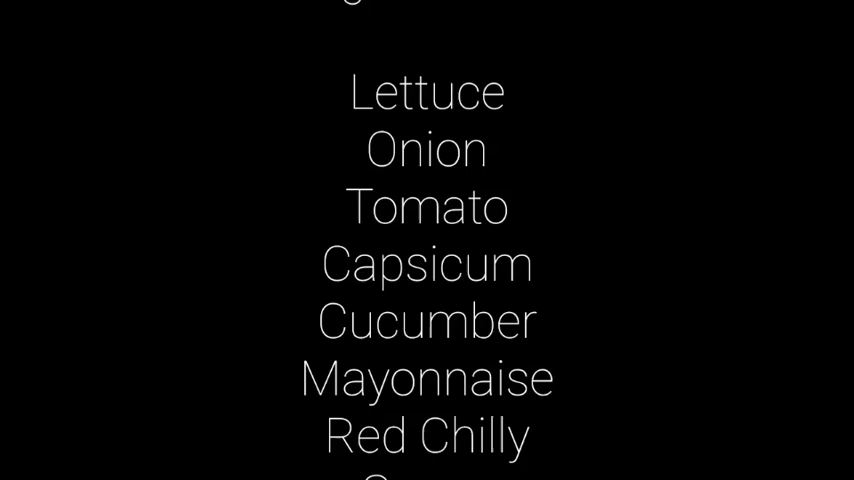 Lettuce
Onion
Tomato
Capsicum
Cucumber
Mayonnaise
Red Chilly